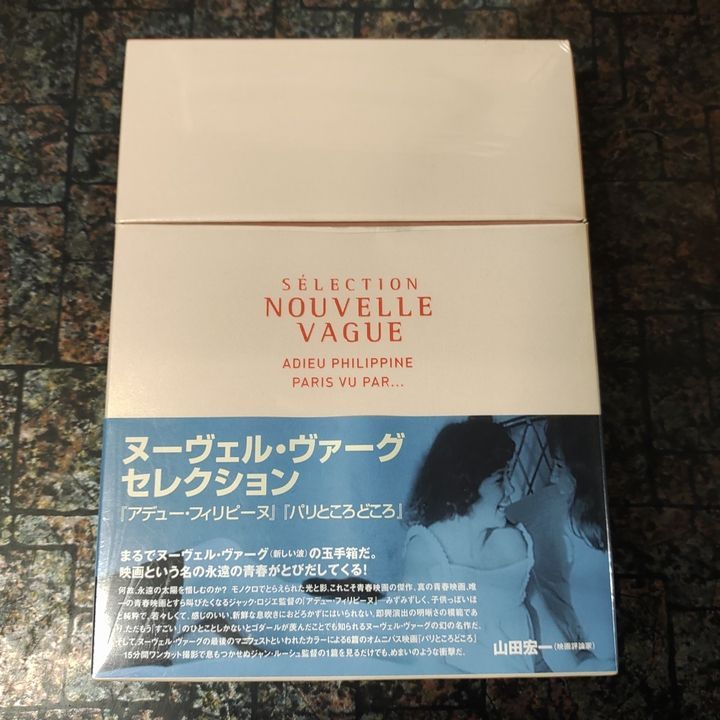 SÉLECTION
NOUVELLE
VAGUE
ADIEU PHILIPPINE
PARIS VU PAR...
ヌーヴェル・ヴァーグ
セレクション
『アデュー・フィリピーヌ』『パリところどころ』
まるでヌーヴェル・ヴァーグ(新しい波)の玉手箱だ。
映画という名の永遠の青春がとびだしてくる!
何故、永遠の太陽を惜しむのか? モノクロでとらえられた光と影、これこそ青春映画の傑作、真の青春映画、唯
一の青春映画とすら叫びたくなるジャック・ロジエ監督の『アデュー・フィリピーヌ』 みずみずしく、子供っぽいほ
ど純粋で、若々しくて、感じのいい、新鮮な息吹きにおどろかずにはいられない、即興演出の明晰さの模範であ
り、ただもう「すごい」のひとことしかないとゴダールが羨んだことでも知られるヌーヴェル・ヴァーグの幻の名作だ。
そして、ヌーヴェル・ヴァーグの最後のマニフェストといわれたカラーによる6篇のオムニバス映画『パリところどころ』
15分間ワンカット撮影で息もつかせぬジャン・ルーシュ監督の1篇を見るだけでも、めまいのような衝撃だ。
山田宏一(映画評論家)